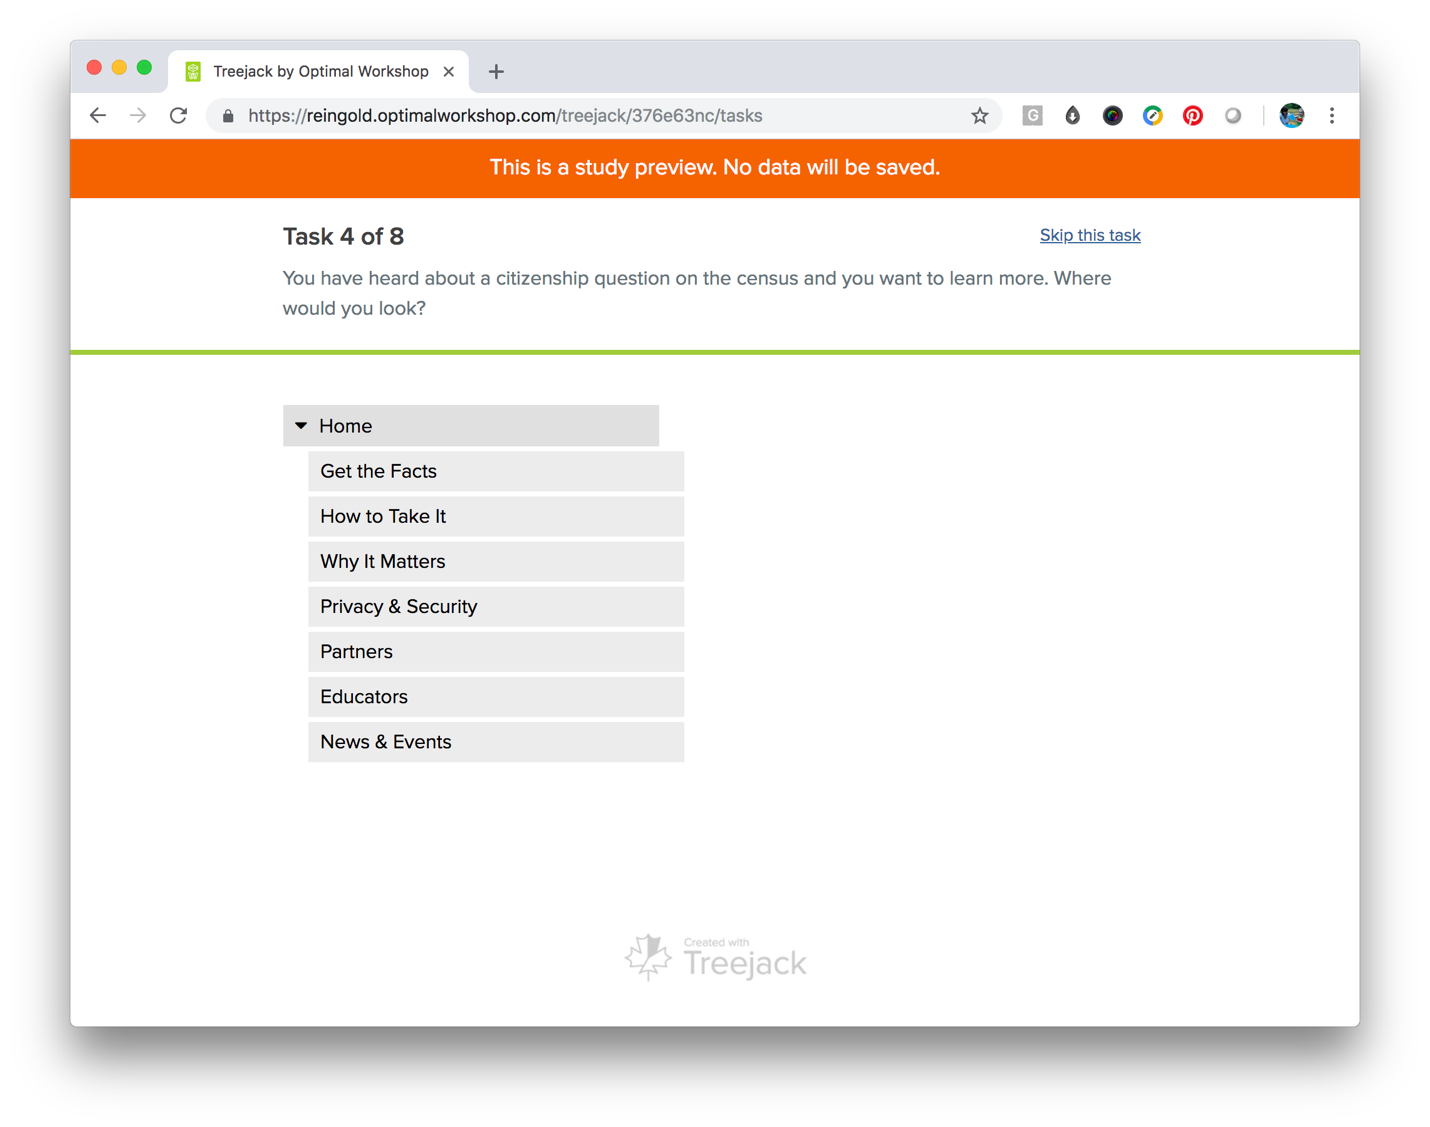 Treejack by Optimal Workshop
https://reingold.optimalworkshop.com/treejack/376e63nc/tasks
G
This is a study preview. No data will be saved.
Task 4 of 8
Skip this task
You have heard about a citizenship question on the census and you want to learn more. Where
would you look?
Home
Get the Facts
How to Take It
Why It Matters
Privacy & Security
Partners
Educators
News & Events
Created with
Treejack